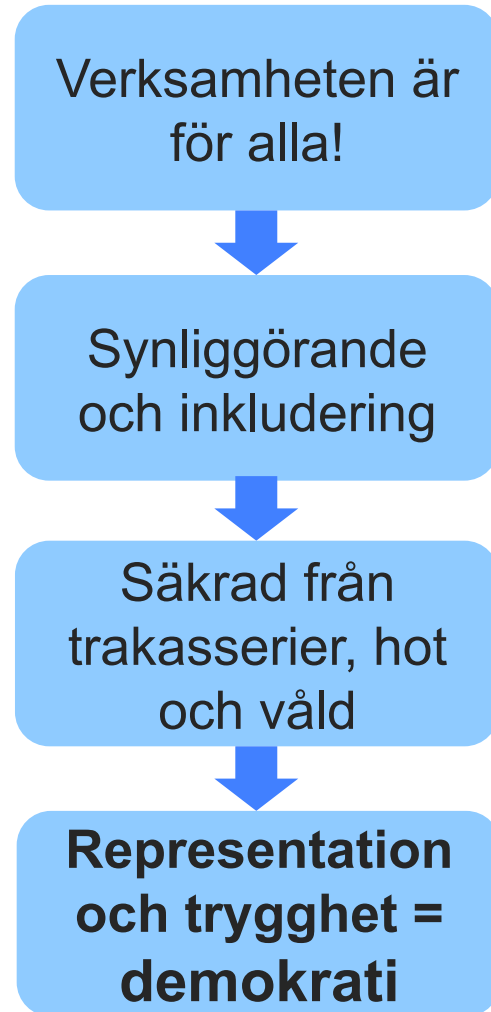 Verksamheten är
för alla!
Synliggörande
och inkludering
Säkrad från
trakasserier, hot
och våld
Representation
och trygghet =
demokrati